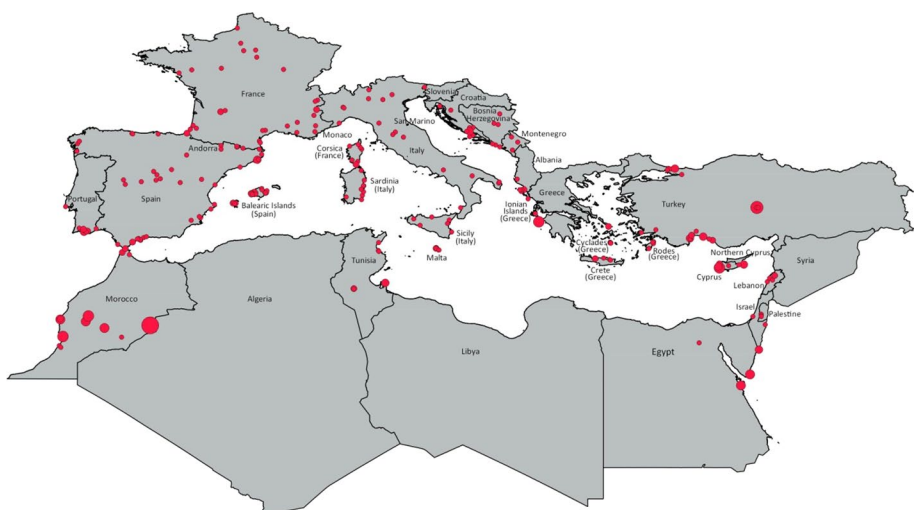 France
Slovenia
Croatia
Bosnia
Herzegovina
San Marino
Monaco
Montenegro
Andorra
Corsica
(France)
Italy
Albania
Portugal
Spain
Sardinia
(Italy)
Greece
Turkey
Balearic Islands
(Spain)
Ionian
Islands
(Greece)
Sicily
(Italy)
Cyclades
(Greece)
Rodes
(Greece)
Northern Cyprus
Tunisia
Malta
Crete
(Greece)
Cyprus
Syria
Lebanon
Morocco
Algeria
Israel
Palestine
Libya
Egypt